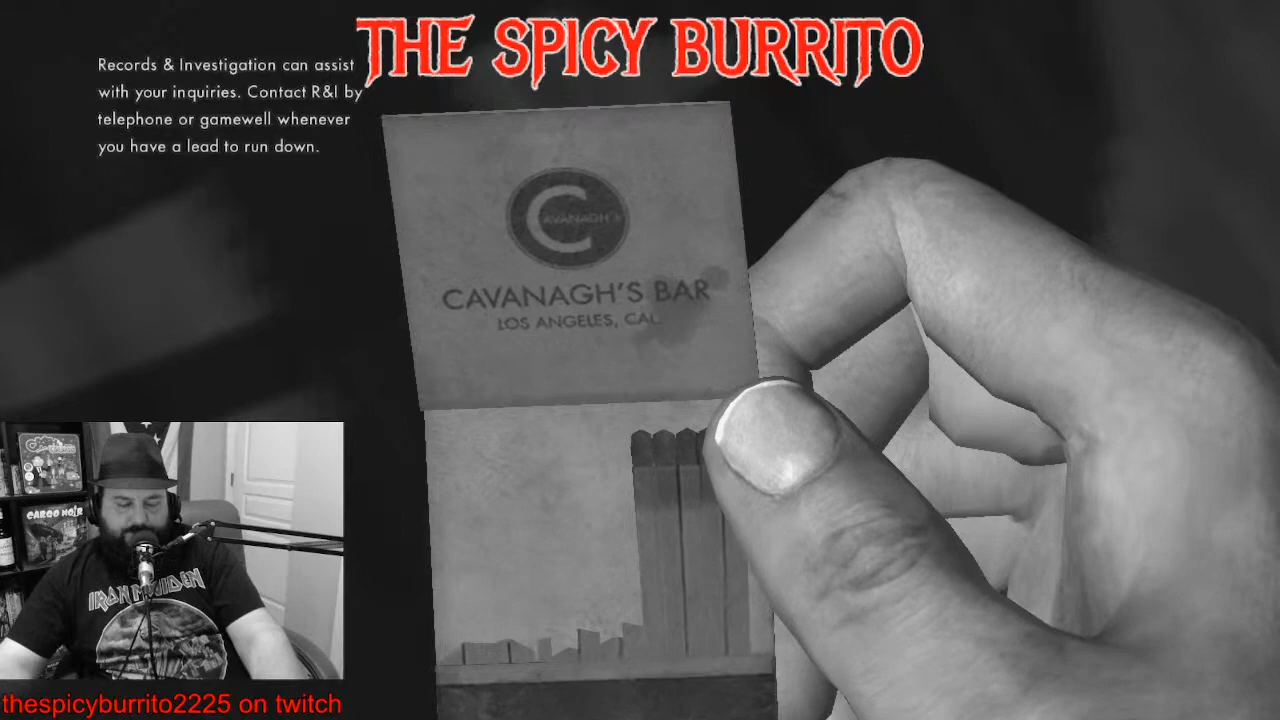 THE SPICY BURRITO
Records & Investigation can assist
with your inquiries. Contact R&I by
telephone or gamewell whenever
you have a lead to run down.
C
CAVANAGH'S
CAVANAGH'S BAR
LOS ANGELES, CAL
CARGO NOIR
IRON MAIDEN
thespicyburrito2225 on twitch